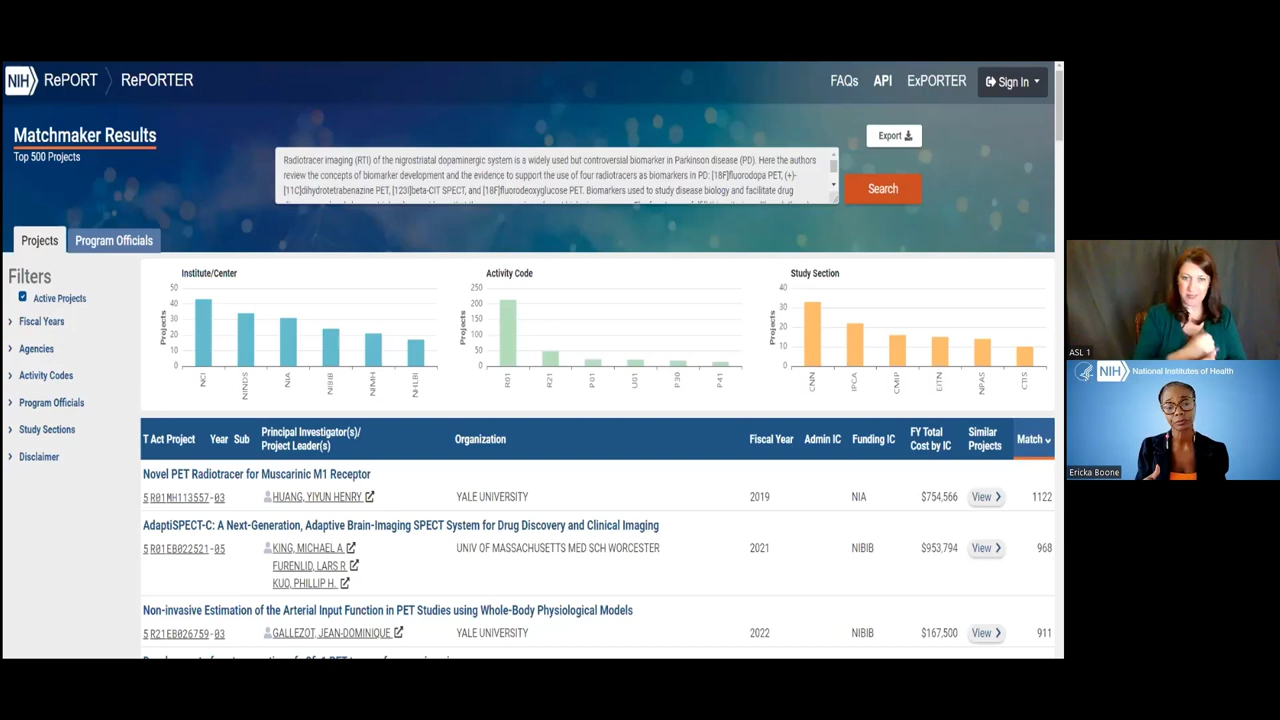 NIH RePORT RePORTER
FAQs API ExPORTER Sign In
Matchmaker Results
Top 500 Projects
Export
Radiotracer imaging (RTI) of the nigrostriatal dopaminergic system is a widely used but controversial biomarker in Parkinson disease (PD). Here the authors
review the concepts of biomarker development and the evidence to support the use of four radiotracers as biomarkers in PD: [18F]fluorodopa PET, (+)-
[11C]dihydrotetrabenazine PET, [123I]beta-CIT SPECT, and [18F]fluorodeoxyglucose PET. Biomarkers used to study disease biology and facilitate drug
Search
Projects Program Officials
Filters
Active Projects
Fiscal Years
Agencies
Activity Codes
Program Officials
Study Sections
Disclaimer
Institute/Center
Projects
50
40
30
20
10
0
NCI NINDS NIA NIBIB NIMH NHLBI
Activity Code
Projects
250
200
150
100
50
0
R01 R21 P01 U01 P30 P41
Study Section
Projects
40
30
20
10
0
CNN IPCA CMIP EITN NPAS CTIS
T Act Project Year Sub Principal Investigator(s)/ Project Leader(s) Organization Fiscal Year Admin IC Funding IC FY Total Cost by IC Similar Projects Match
Novel PET Radiotracer for Muscarinic M1 Receptor
5 R01MH113557-03 HUANG, YIYUN HENRY YALE UNIVERSITY 2019 NIA $754,566 View 1122
AdaptiSPECT-C: A Next-Generation, Adaptive Brain-Imaging SPECT System for Drug Discovery and Clinical Imaging
5 R01EB022521-05 KING, MICHAEL A. UNIV OF MASSACHUSETTS MED SCH WORCESTER 2021 NIBIB $953,794 View 968
FURENLID, LARS R
KUO, PHILLIP H.
Non-invasive Estimation of the Arterial Input Function in PET Studies using Whole-Body Physiological Models
5 R21EB026759-03 GALLEZOT, JEAN-DOMINIQUE YALE UNIVERSITY 2022 NIBIB $167,500 View 911
ASL 1
NIH National Institutes of Health
Ericka Boone